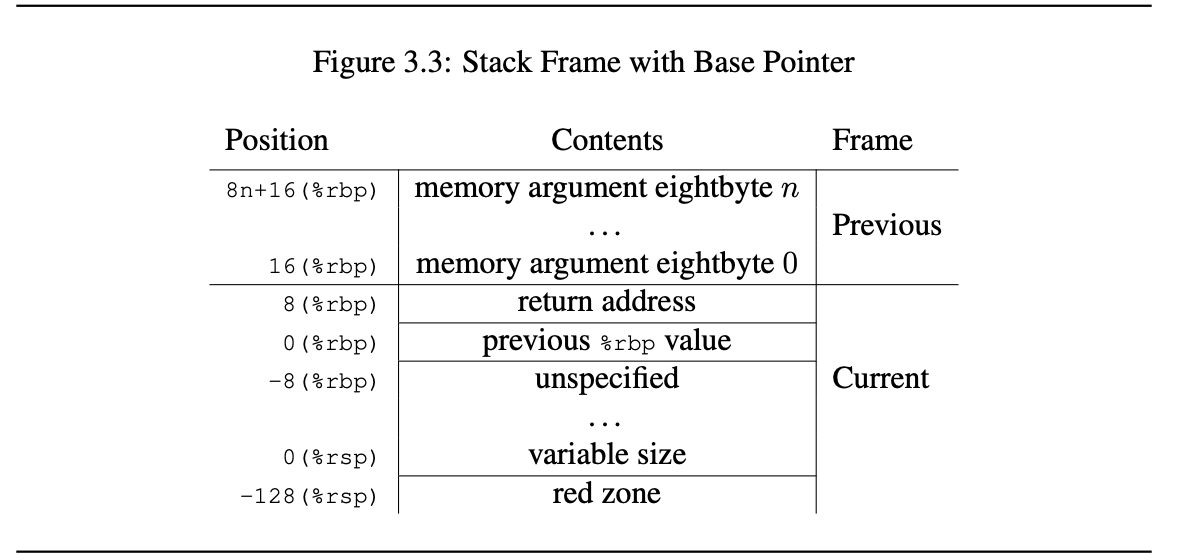 Figure 3.3: Stack Frame with Base Pointer
Position Contents Frame
8n+16(%rbp) memory argument eightbyte n
... Previous
16(%rbp) memory argument eightbyte 0
8(%rbp) return address
0(%rbp) previous %rbp value
-8(%rbp) unspecified Current
...
0(%rsp) variable size
-128(%rsp) red zone